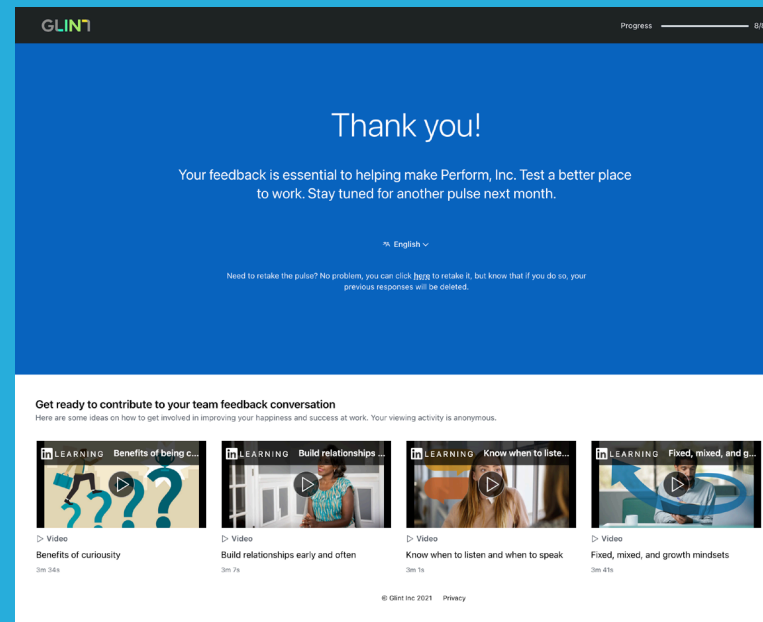 GLINT
Progress 8/
Thank you!
Your feedback is essential to helping make Perform, Inc. Test a better place
to work. Stay tuned for another pulse next month.
English
Need to retake the pulse? No problem, you can click here to retake it, but know that if you do so, your
previous responses will be deleted.
Get ready to contribute to your team feedback conversation
Here are some ideas on how to get involved in improving your happiness and success at work. Your viewing activity is anonymous.
in LEARNING Benefits of being c...
in LEARNING Build relationships ...
in LEARNING Know when to liste...
in LEARNING Fixed, mixed, and g...
Video
Benefits of curiousity
3m 34s
Video
Build relationships early and often
3m 7s
Video
Know when to listen and when to speak
3m 1s
Video
Fixed, mixed, and growth mindsets
3m 41s
© Glint Inc 2021 Privacy